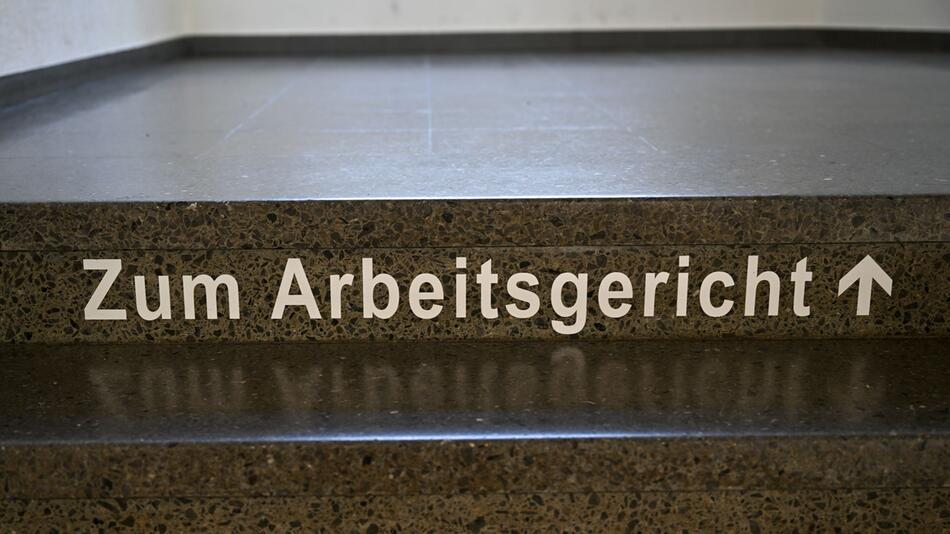 Zum Arbeitsgericht ↑